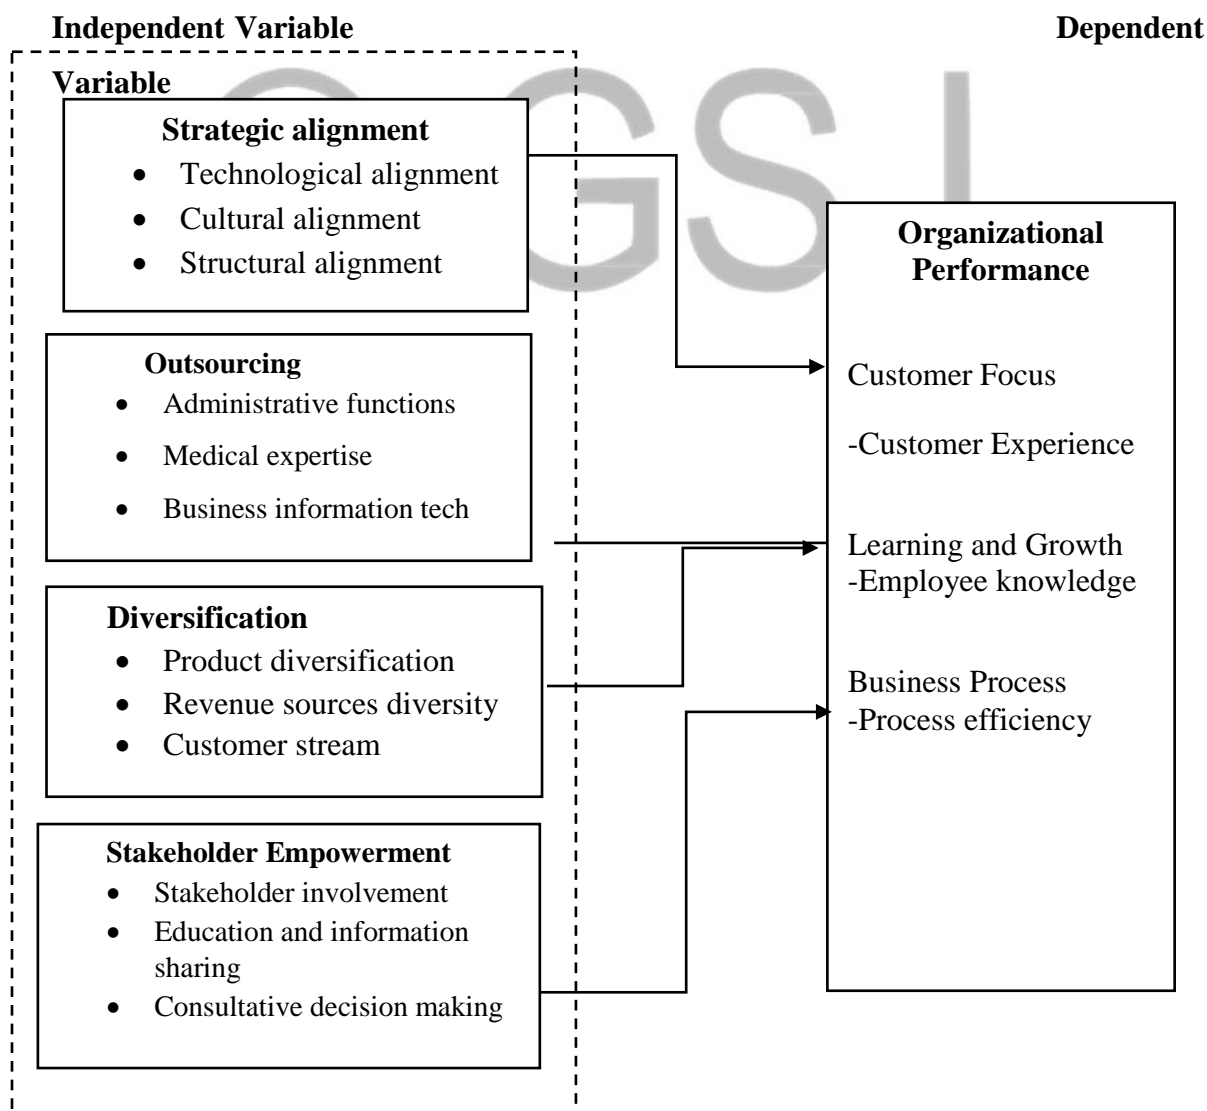 Independent Variable Dependent
Variable
Strategic alignment
• Technological alignment
• Cultural alignment
• Structural alignment
Outsourcing
• Administrative functions
• Medical expertise
• Business information tech
Diversification
• Product diversification
• Revenue sources diversity
• Customer stream
Stakeholder Empowerment
• Stakeholder involvement
• Education and information
sharing
• Consultative decision making
Organizational
Performance
Customer Focus
-Customer Experience
Learning and Growth
-Employee knowledge
Business Process
-Process efficiency
GSJ